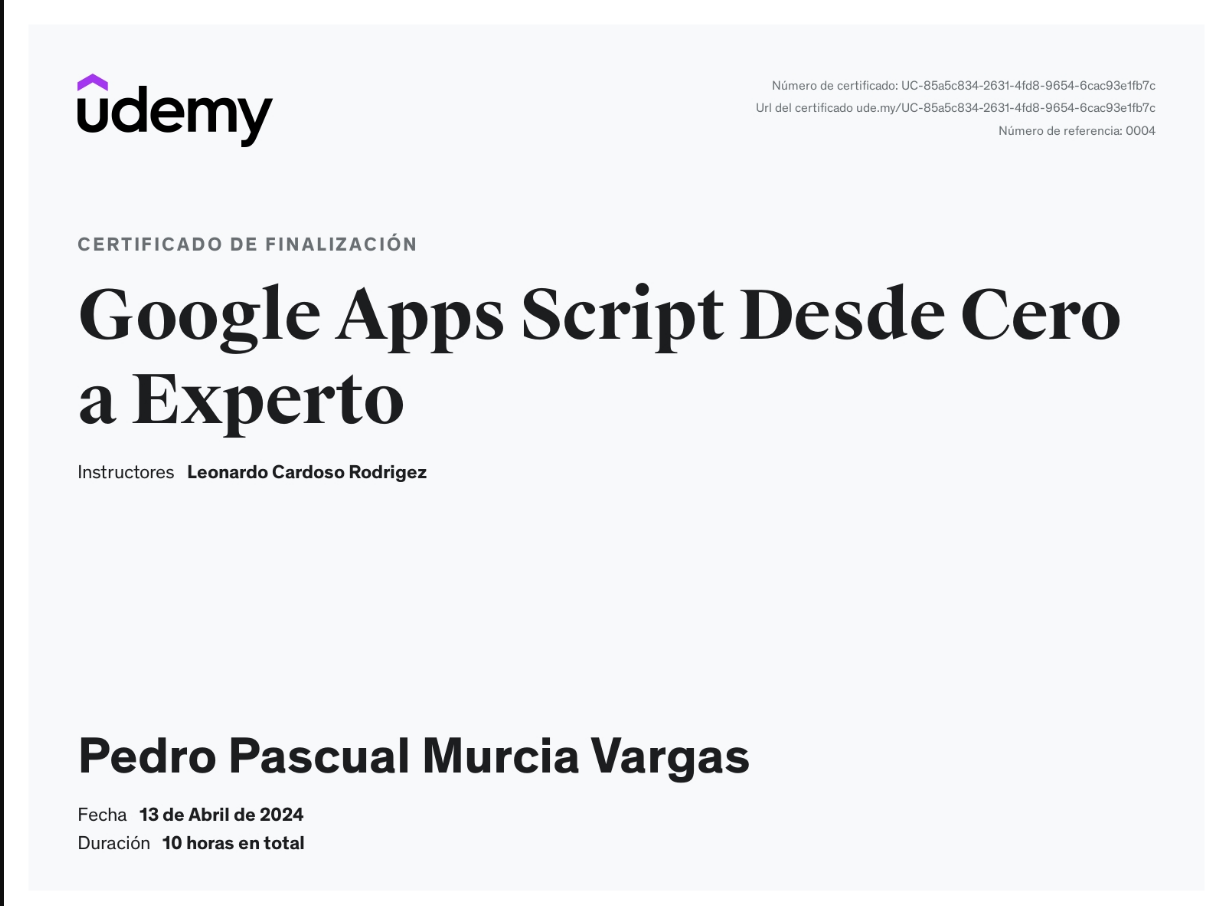 udemy
Número de certificado: UC-85a5c834-2631-4fd8-9654-6cac93e1fb7c
Url del certificado ude.my/UC-85a5c834-2631-4fd8-9654-6cac93e1fb7c
Número de referencia: 0004
CERTIFICADO DE FINALIZACIÓN
Google Apps Script Desde Cero
a Experto
Instructores Leonardo Cardoso Rodrigez
Pedro Pascual Murcia Vargas
Fecha 13 de Abril de 2024
Duración 10 horas en total